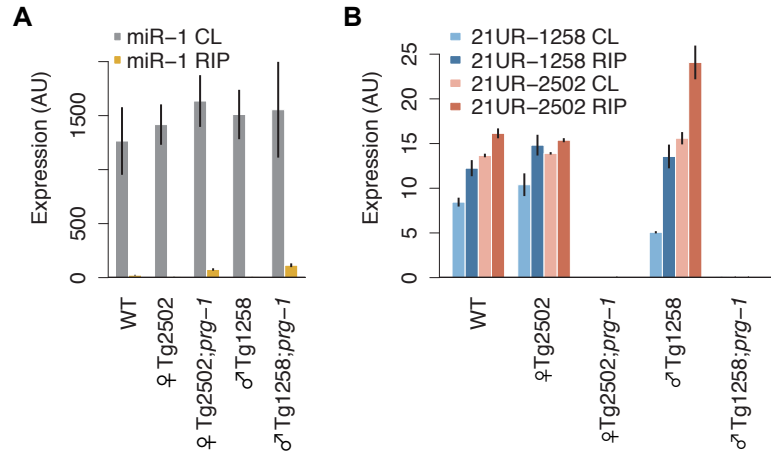 A
miR−1 CL
miR−1 RIP
Expression (AU)
1500
500
0
WT
♀Tg2502
♀Tg2502;prg−1
♂Tg1258
♂Tg1258;prg−1
B
21UR−1258 CL
21UR−1258 RIP
21UR−2502 CL
21UR−2502 RIP
Expression (AU)
25
20
15
10
5
0
WT
♀Tg2502
♀Tg2502;prg−1
♂Tg1258
♂Tg1258;prg−1